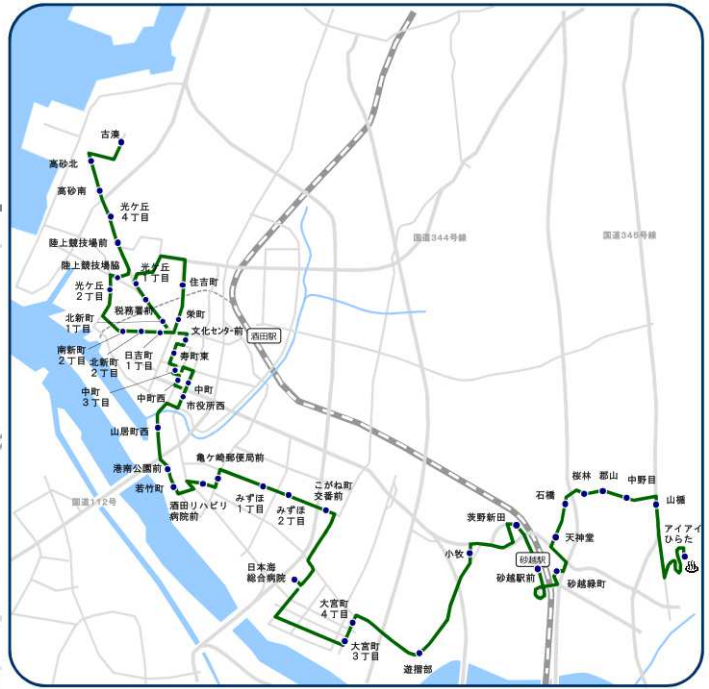 古湊
高砂北
高砂南
光ケ丘
4丁目
陸上競技場前
陸上競技場脇
光ケ丘
1丁目
光ケ丘
2丁目
住吉町
税務署前
北新町
1丁目
栄町
文化センター前
南新町
2丁目
北新町
2丁目
日吉町
1丁目
寿町東
中町
3丁目
中町西
中町
市役所西
山居町西
港南公園前
若竹町
酒田リハビリ
病院前
亀ケ崎郵便局前
みずほ
1丁目
みずほ
2丁目
こがね町
交番前
日本海
総合病院
大宮町
4丁目
大宮町
3丁目
遊摺部
小牧
茨野新田
砂越駅
砂越駅前
砂越緑町
天神堂
石橋
桜林
郡山
中野目
山楯
アイアイ
ひらた
酒田駅
国道344号線
国道345号線
国道112号